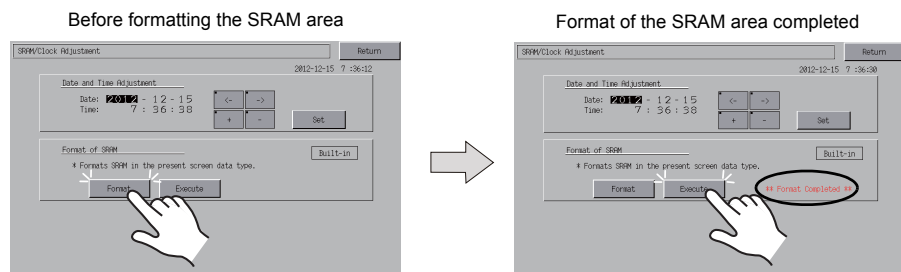 Before formatting the SRAM area
SRAM/Clock Adjustment
Return
2012-12-15 7 :36:12
Date and Time Adjustment
Date: 2012 - 12 - 15
Time: 7 : 36 : 38
<- ->
+ -
Set
Format of SRAM
Built-in
* Formats SRAM in the present screen data type.
Format
Execute
Format of the SRAM area completed
SRAM/Clock Adjustment
Return
2012-12-15 7 :36:30
Date and Time Adjustment
Date: 2012 - 12 - 15
Time: 7 : 36 : 38
<- ->
+ -
Set
Format of SRAM
Built-in
* Formats SRAM in the present screen data type.
Format
Execute
** Format Completed **